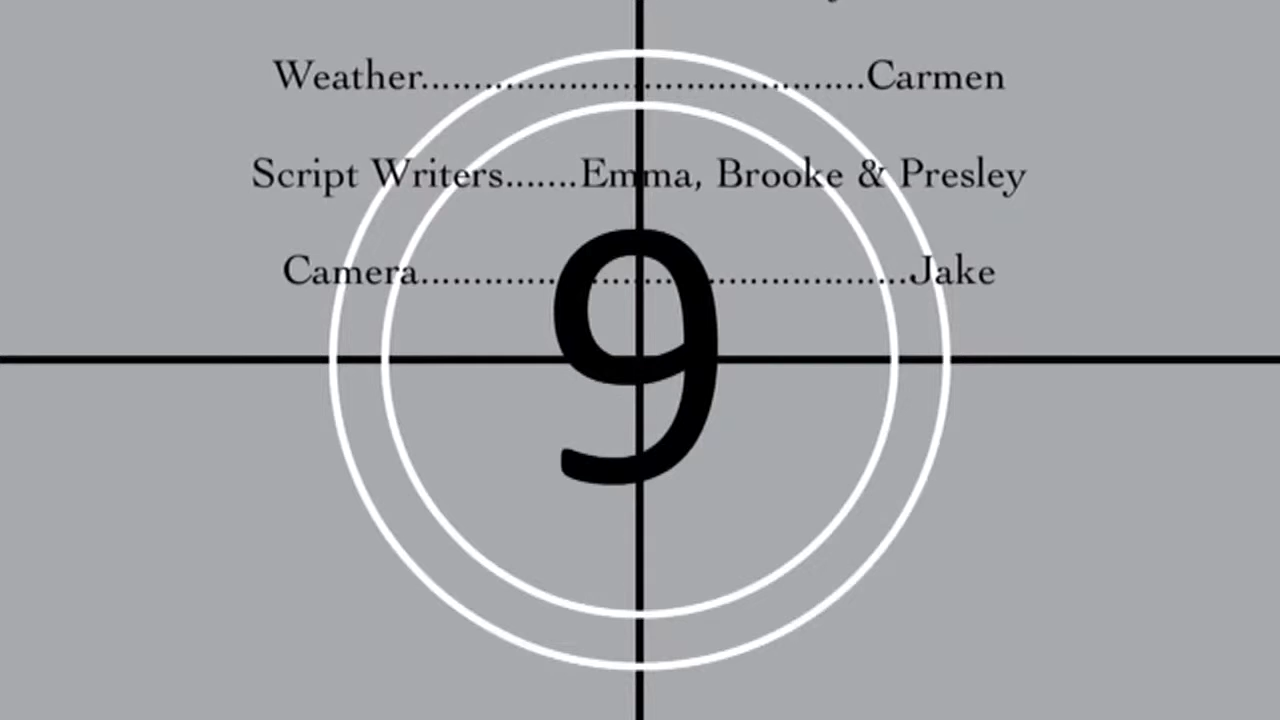 Weather..........................................Carmen
Script Writers.......Emma, Brooke & Presley
Camera...............................................Jake
9